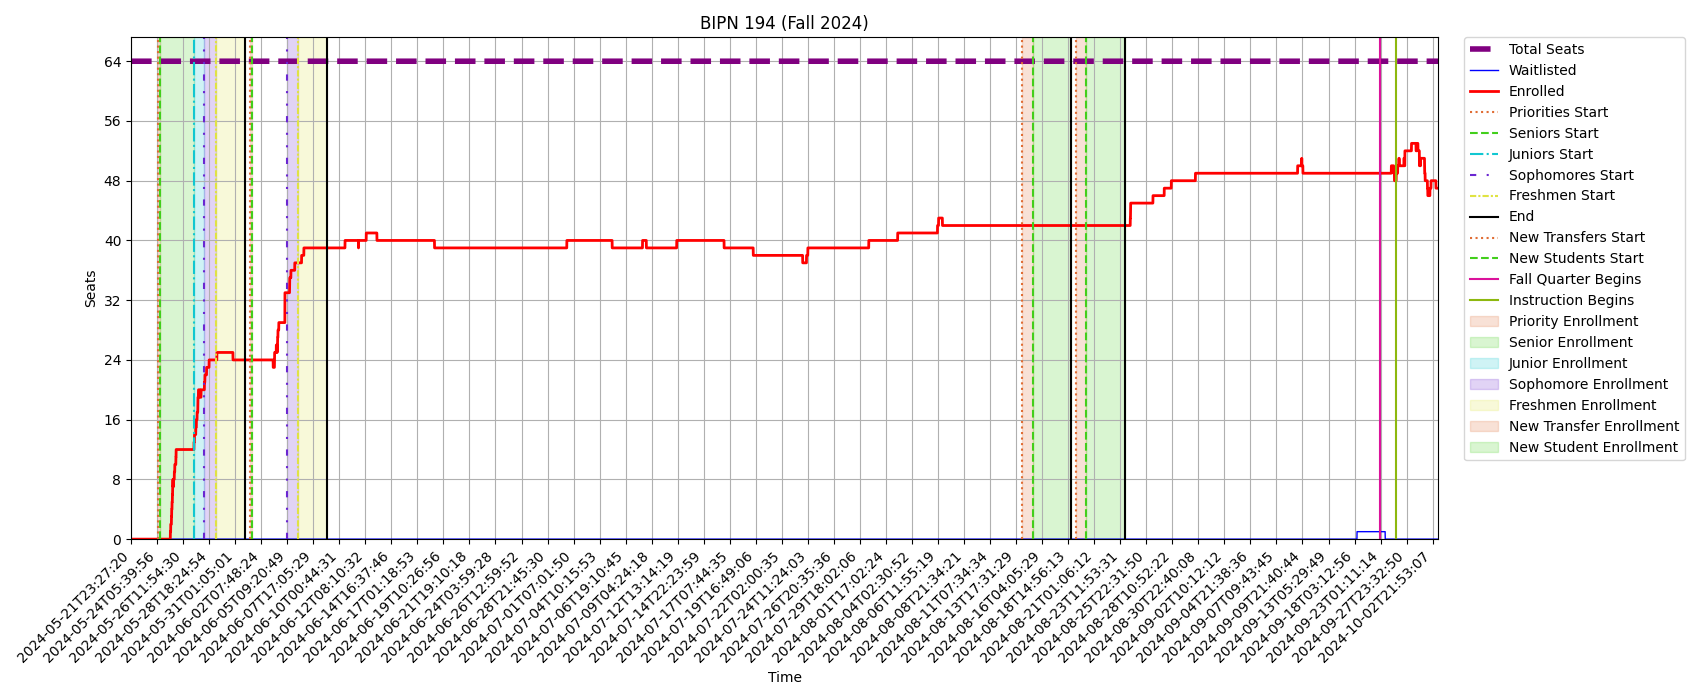 BIPN 194 (Fall 2024)
Seats
64
56
48
40
32
24
16
8
0
2024-05-21T23:27:20
2024-05-24T05:39:56
2024-05-26T11:54:30
2024-05-28T18:24:54
2024-05-31T01:05:01
2024-06-02T07:48:24
2024-06-05T09:20:49
2024-06-07T17:05:29
2024-06-10T00:44:31
2024-06-12T08:10:32
2024-06-14T16:37:46
2024-06-17T01:18:53
2024-06-19T10:26:56
2024-06-21T19:10:18
2024-06-24T03:59:28
2024-06-26T12:59:52
2024-06-28T21:45:30
2024-07-01T07:01:50
2024-07-04T10:15:53
2024-07-06T19:10:45
2024-07-09T04:24:18
2024-07-12T13:14:19
2024-07-14T22:23:59
2024-07-17T07:44:35
2024-07-19T16:49:06
2024-07-22T02:00:35
2024-07-24T11:24:03
2024-07-26T20:35:36
2024-07-29T18:02:06
2024-08-01T17:02:24
2024-08-04T02:30:52
2024-08-06T11:55:19
2024-08-08T21:34:21
2024-08-11T07:34:34
2024-08-13T17:31:29
2024-08-16T04:05:29
2024-08-18T14:56:13
2024-08-21T01:06:12
2024-08-23T11:53:31
2024-08-25T22:31:50
2024-08-28T10:52:22
2024-08-30T22:40:08
2024-09-02T10:12:12
2024-09-04T21:38:36
2024-09-07T09:43:45
2024-09-09T21:40:44
2024-09-13T05:29:49
2024-09-18T03:12:56
2024-09-23T01:11:14
2024-09-27T23:32:50
2024-10-02T21:53:07
Time
Total Seats
Waitlisted
Enrolled
Priorities Start
Seniors Start
Juniors Start
Sophomores Start
Freshmen Start
End
New Transfers Start
New Students Start
Fall Quarter Begins
Instruction Begins
Priority Enrollment
Senior Enrollment
Junior Enrollment
Sophomore Enrollment
Freshmen Enrollment
New Transfer Enrollment
New Student Enrollment